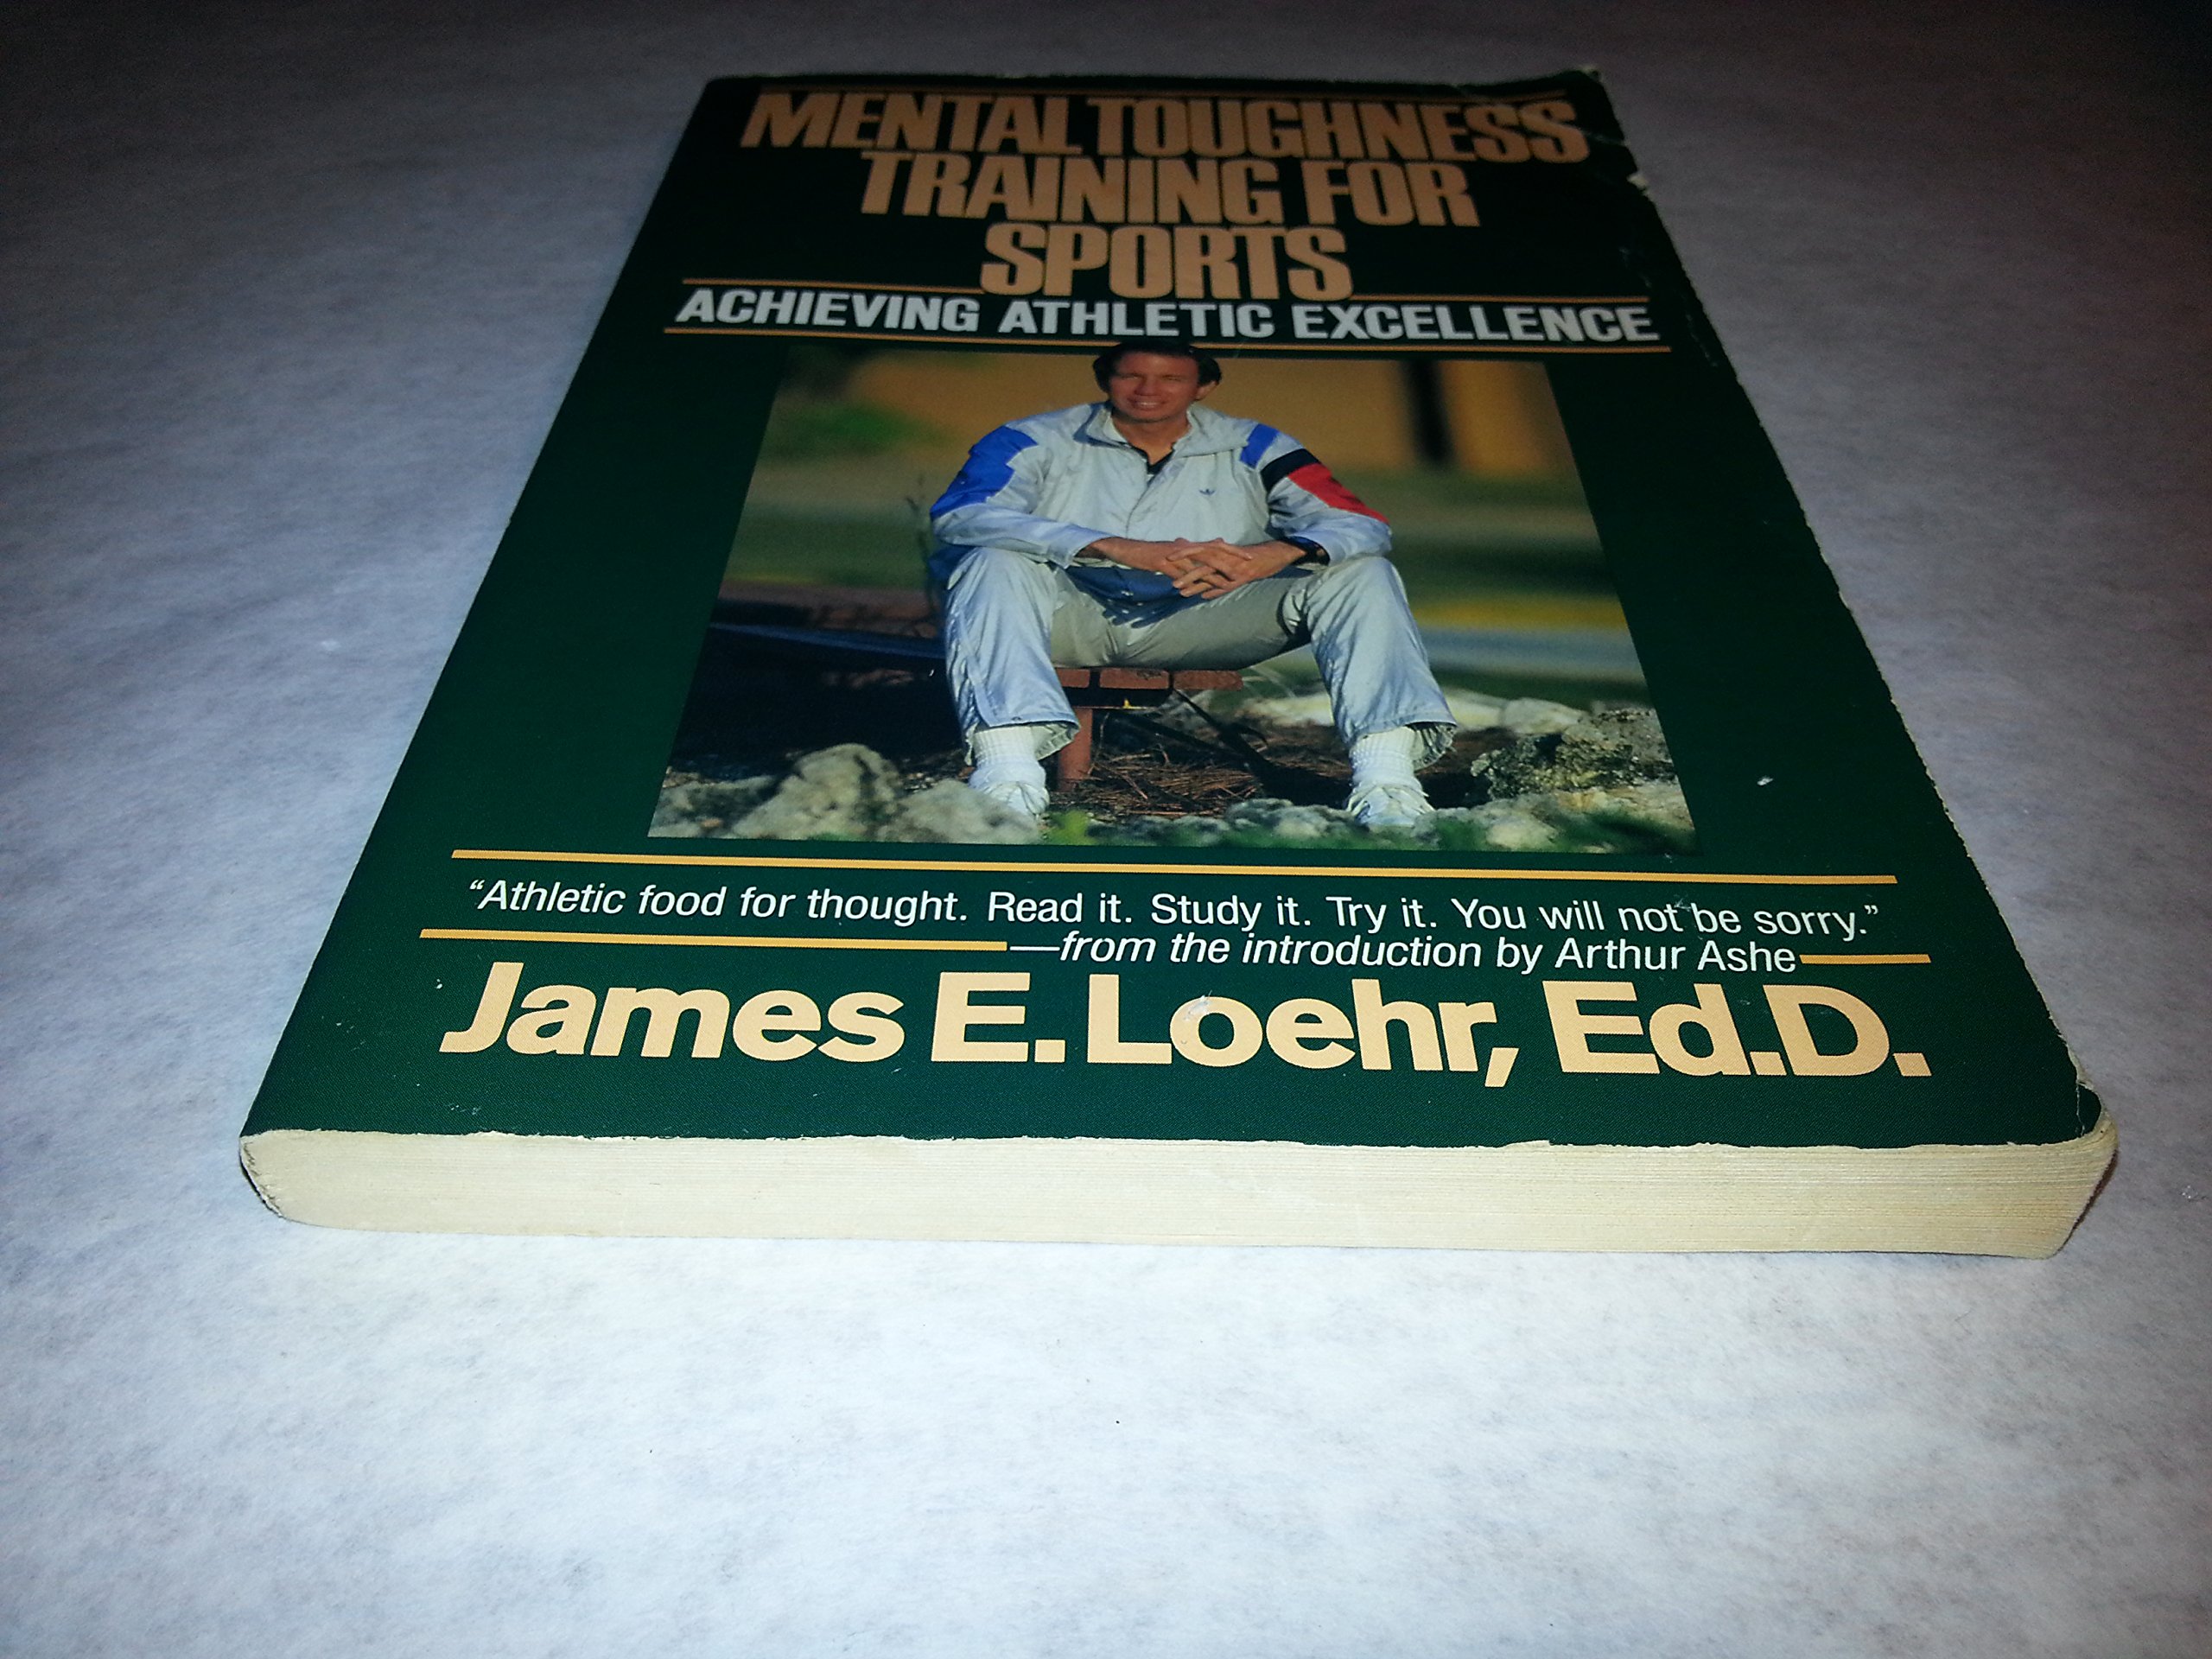 MENTAL TOUGHNESS
TRAINING FOR
SPORTS
ACHIEVING ATHLETIC EXCELLENCE
“Athletic food for thought. Read it. Study it. Try it. You will not be sorry.”
—from the introduction by Arthur Ashe
James E. Loehr, Ed.D.